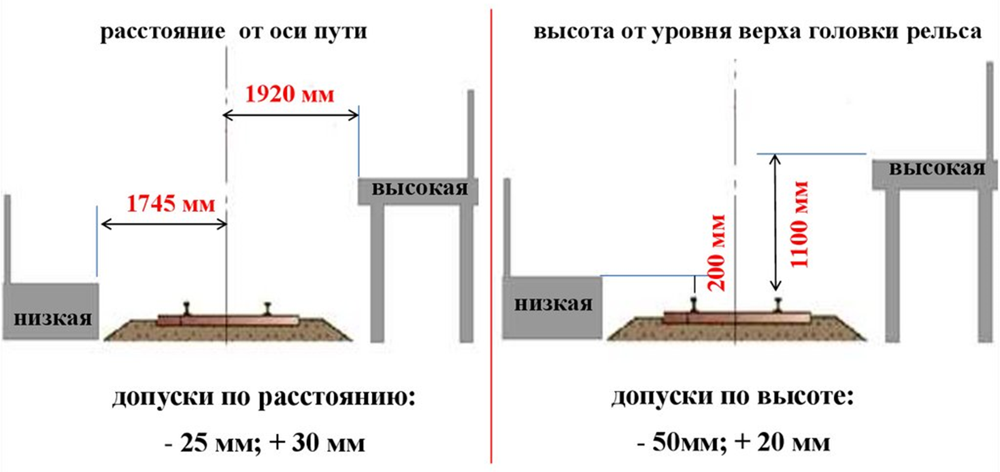 расстояние от оси пути
1920 мм
высокая
1745 мм
низкая
допуски по расстоянию:
- 25 мм; + 30 мм
высота от уровня верха головки рельса
высокая
1100 мм
200 мм
низкая
допуски по высоте:
- 50мм; + 20 мм